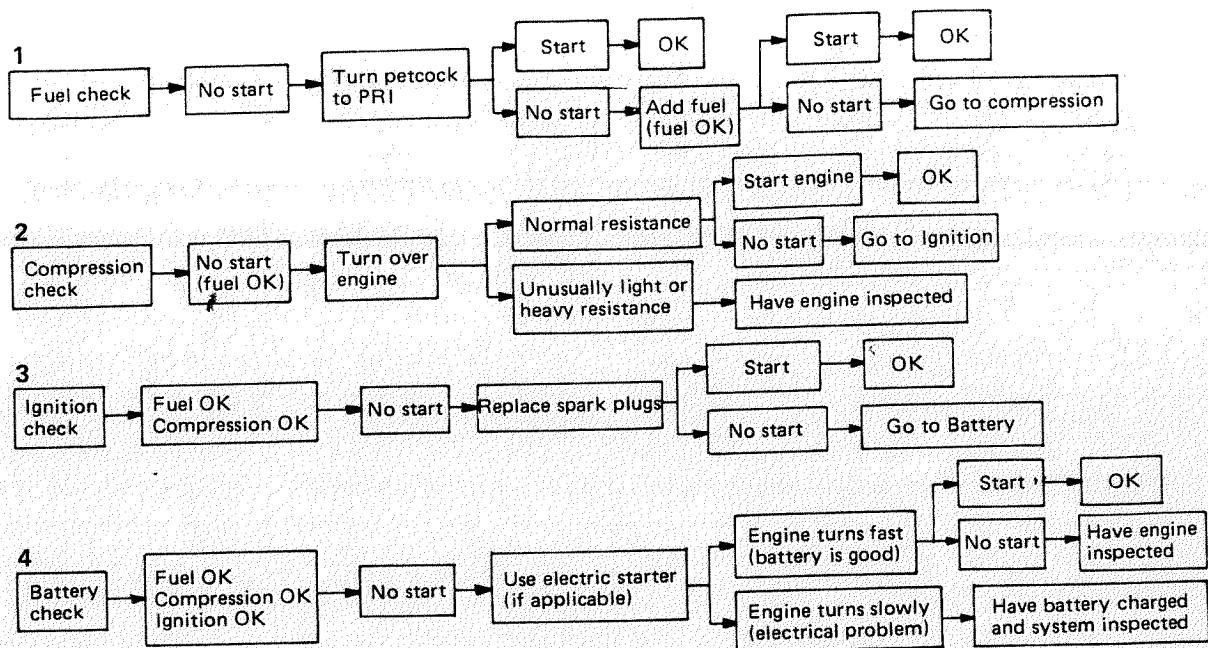 1
Fuel check
No start
Turn petcock
to PRI
Start
OK
No start
Add fuel
(fuel OK)
Start
OK
No start
Go to compression
2
Compression
check
No start
(fuel OK)
Turn over
engine
Normal resistance
Start engine
OK
No start
Go to Ignition
Unusually light or
heavy resistance
Have engine inspected
3
Ignition
check
Fuel OK
Compression OK
No start
Replace spark plugs
Start
OK
No start
Go to Battery
4
Battery
check
Fuel OK
Compression OK
Ignition OK
No start
Use electric starter
(if applicable)
Engine turns fast
(battery is good)
Start
OK
No start
Have engine
inspected
Engine turns slowly
(electrical problem)
Have battery charged
and system inspected